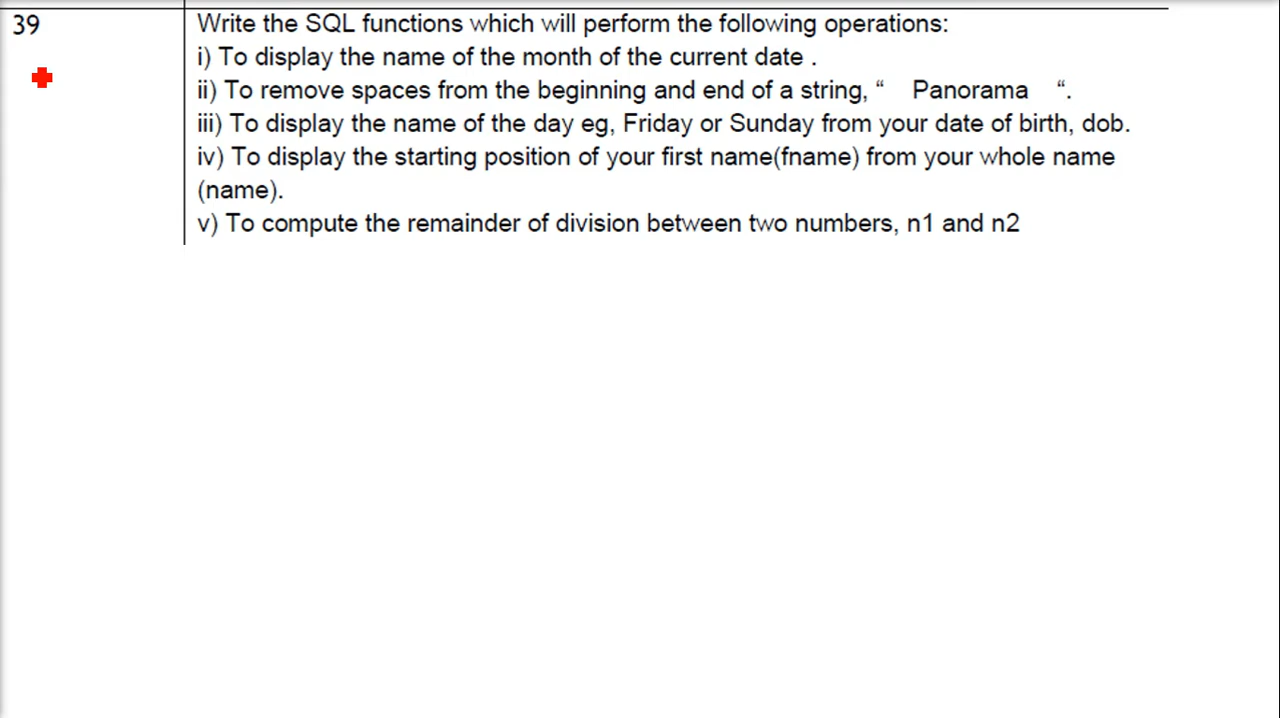 39
Write the SQL functions which will perform the following operations:
i) To display the name of the month of the current date .
ii) To remove spaces from the beginning and end of a string, “ Panorama “.
iii) To display the name of the day eg, Friday or Sunday from your date of birth, dob.
iv) To display the starting position of your first name(fname) from your whole name
(name).
v) To compute the remainder of division between two numbers, n1 and n2